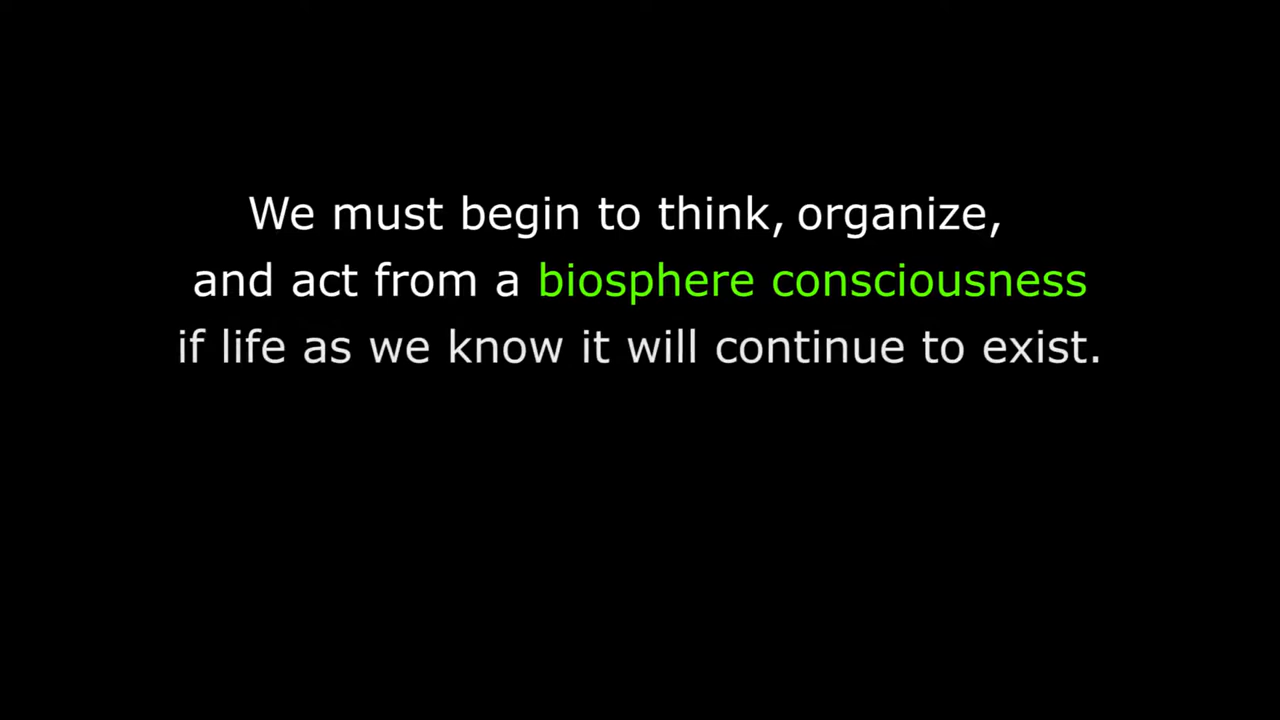 We must begin to think, organize,
and act from a biosphere consciousness
if life as we know it will continue to exist.